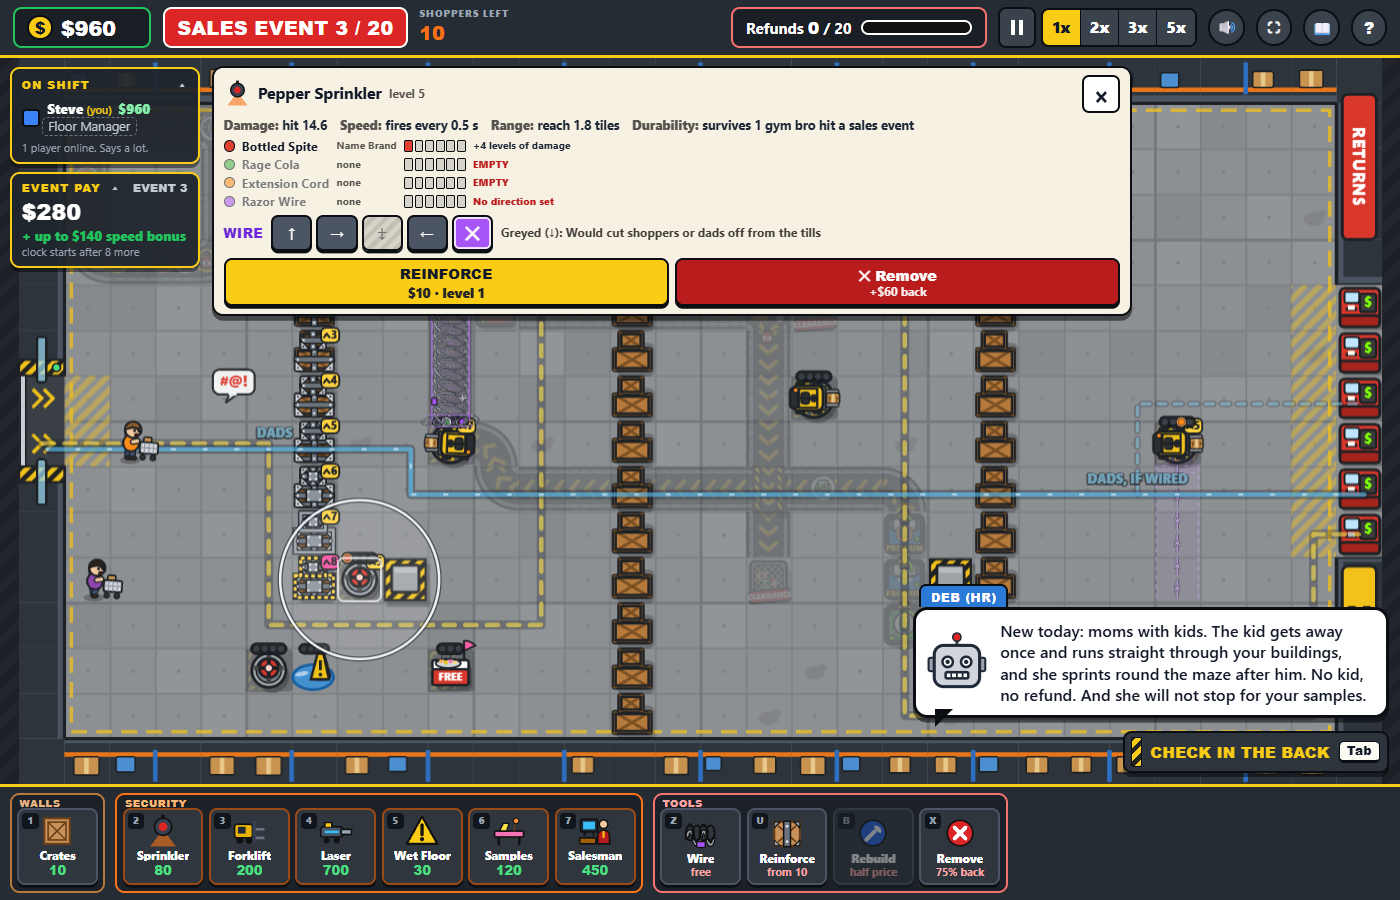 $960
SALES EVENT 3 / 20
SHOPPERS LEFT
10
Refunds 0 / 20
1x
2x
3x
5x
?
ON SHIFT
Steve (you) $960
Floor Manager
1 player online. Says a lot.
EVENT PAY
EVENT 3
$280
+ up to $140 speed bonus
clock starts after 8 more
Pepper Sprinkler level 5
Damage: hit 14.6 Speed: fires every 0.5 s Range: reach 1.8 tiles Durability: survives 1 gym bro hit a sales event
Bottled Spite Name Brand +4 levels of damage
Rage Cola none EMPTY
Extension Cord none EMPTY
Razor Wire none No direction set
WIRE ↑ → ↓ ← Greyed (↓): Would cut shoppers or dads off from the tills
REINFORCE
$10 · level 1
Remove
+$60 back
RETURNS
#@!
DADS
^3
^4
^5
^6
^7
^8
FREE
CLEARANCE
CLEARANCE
PREMIUM
PREMIUM
DADS, IF WIRED
$
$
$
$
$
$
DEB (HR)
New today: moms with kids. The kid gets away
once and runs straight through your buildings,
and she sprints round the maze after him. No kid,
no refund. And she will not stop for your samples.
CHECK IN THE BACK Tab
WALLS
1
Crates
10
SECURITY
2
Sprinkler
80
3
Forklift
200
4
Laser
700
5
Wet Floor
30
6
Samples
120
7
Salesman
450
TOOLS
Z
Wire
free
U
Reinforce
from 10
B
Rebuild
half price
X
Remove
75% back